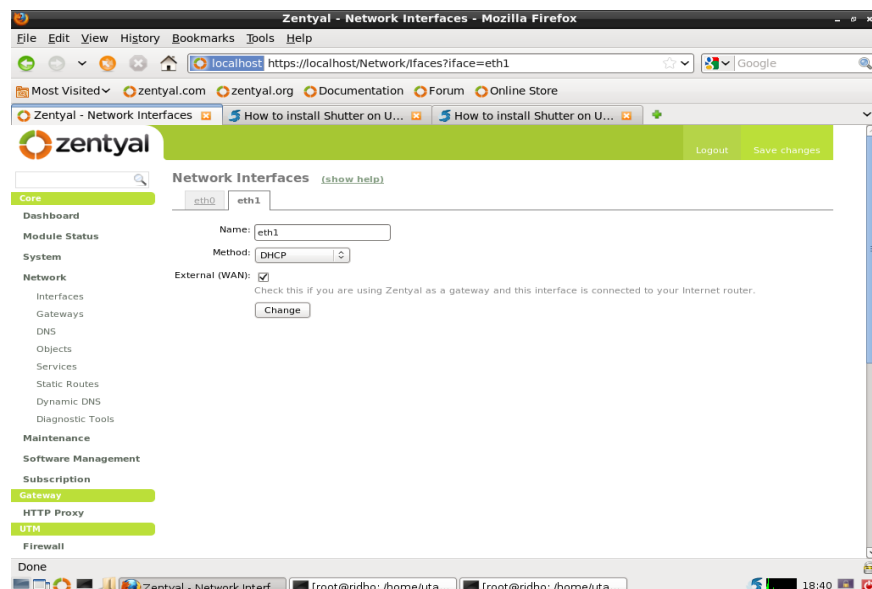 Zentyal - Network Interfaces - Mozilla Firefox
File Edit View History Bookmarks Tools Help
localhost https://localhost/Network/Ifaces?iface=eth1
Google
Most Visited zentyal.com zentyal.org Documentation Forum Online Store
Zentyal - Network Interfaces How to install Shutter on U... How to install Shutter on U...
zentyal
Logout Save changes
Network Interfaces (show help)
eth0 eth1
Name: eth1
Method: DHCP
External (WAN):
Check this if you are using Zentyal as a gateway and this interface is connected to your Internet router.
Change
Core
Dashboard
Module Status
System
Network
Interfaces
Gateways
DNS
Objects
Services
Static Routes
Dynamic DNS
Diagnostic Tools
Maintenance
Software Management
Subscription
Gateway
HTTP Proxy
UTM
Firewall
Done
Zentyal - Network Interf... [root@ridho: /home/uta... [root@ridho: /home/uta... 18:40